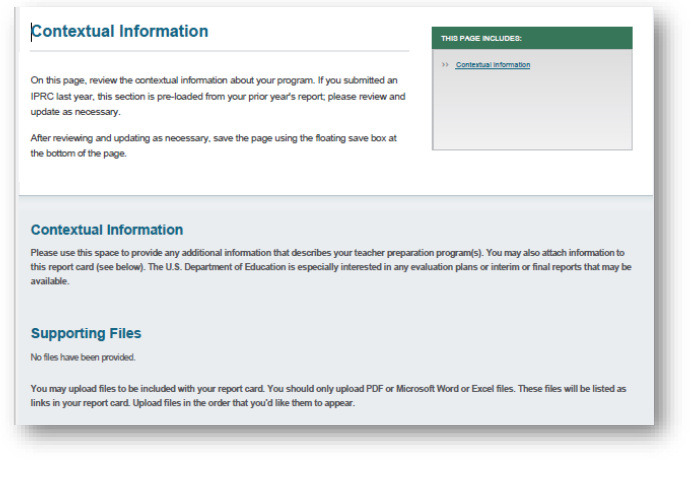 Contextual Information
THIS PAGE INCLUDES:
>> Contextual Information
On this page, review the contextual information about your program. If you submitted an
IPRC last year, this section is pre-loaded from your prior year's report; please review and
update as necessary.
After reviewing and updating as necessary, save the page using the floating save box at
the bottom of the page.
Contextual Information
Please use this space to provide any additional information that describes your teacher preparation program(s). You may also attach information to
this report card (see below). The U.S. Department of Education is especially interested in any evaluation plans or interim or final reports that may be
available.
Supporting Files
No files have been provided.
You may upload files to be included with your report card. You should only upload PDF or Microsoft Word or Excel files. These files will be listed as
links in your report card. Upload files in the order that you'd like them to appear.